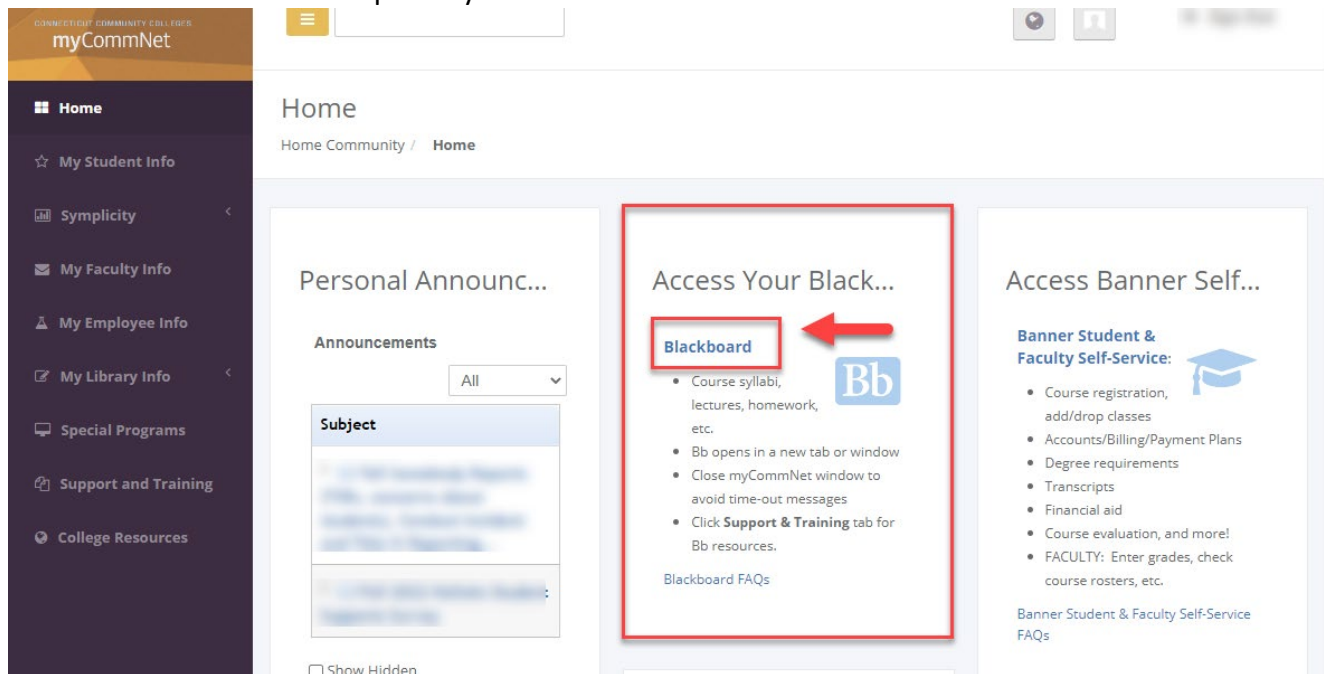 CONNECTICUT COMMUNITY COLLEGES
myCommNet
Home
My Student Info
Symplicity
My Faculty Info
My Employee Info
My Library Info
Special Programs
Support and Training
College Resources
Home
Home Community / Home
Personal Announc...
Announcements
All
Subject
Show Hidden
Access Your Black...
Blackboard
Bb
• Course syllabi,
lectures, homework,
etc.
• Bb opens in a new tab or window
• Close myCommNet window to
avoid time-out messages
• Click Support & Training tab for
Bb resources.
Blackboard FAQs
Access Banner Self...
Banner Student &
Faculty Self-Service:
• Course registration,
add/drop classes
• Accounts/Billing/Payment Plans
• Degree requirements
• Transcripts
• Financial aid
• Course evaluation, and more!
• FACULTY: Enter grades, check
course rosters, etc.
Banner Student & Faculty Self-Service
FAQs